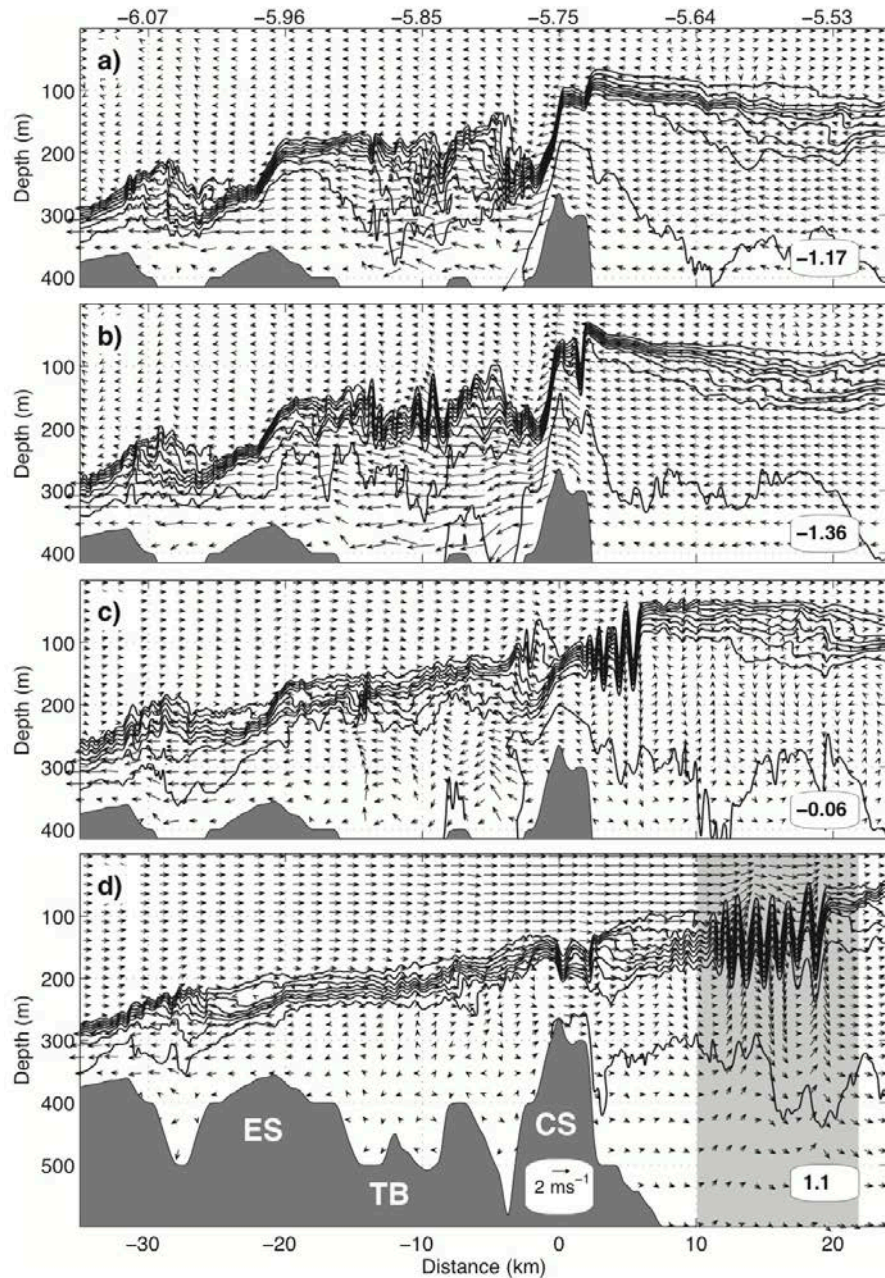 −6.07 −5.96 −5.85 −5.75 −5.64 −5.53
a)
100
200
300
400
Depth (m)
−1.17
b)
100
200
300
400
Depth (m)
−1.36
c)
100
200
300
400
Depth (m)
−0.06
d)
100
200
300
400
500
Depth (m)
ES
TB
CS
2 ms⁻¹
1.1
−30 −20 −10 0 10 20
Distance (km)